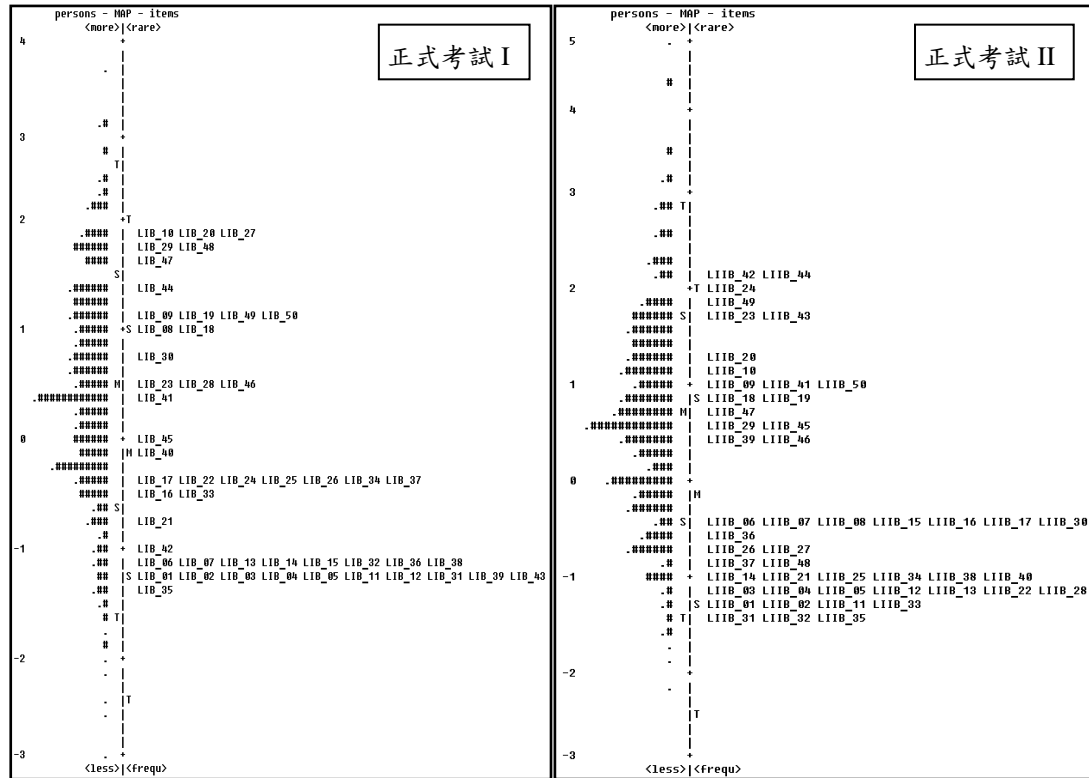 persons - MAP - items
<more>|<rare>
正式考試 I
4
3
T
2 T
LIB_10 LIB_20 LIB_27
LIB_29 LIB_48
LIB_47
S
LIB_44
LIB_09 LIB_19 LIB_49 LIB_50
1 S LIB_08 LIB_18
LIB_30
M LIB_23 LIB_28 LIB_46
LIB_41
0 LIB_45
M LIB_40
LIB_17 LIB_22 LIB_24 LIB_25 LIB_26 LIB_34 LIB_37
LIB_16 LIB_33
S
LIB_21
-1 LIB_42
LIB_06 LIB_07 LIB_13 LIB_14 LIB_15 LIB_32 LIB_36 LIB_38
S LIB_01 LIB_02 LIB_03 LIB_04 LIB_05 LIB_11 LIB_12 LIB_31 LIB_39 LIB_43
LIB_35
T
-2
T
-3
<less>|<frequ>
persons - MAP - items
<more>|<rare>
正式考試 II
5
4
3
T
LIIB_42 LIIB_44
2 T LIIB_24
LIIB_49
S LIIB_23 LIIB_43
LIIB_20
LIIB_10
1 LIIB_09 LIIB_41 LIIB_50
S LIIB_18 LIIB_19
M LIIB_47
LIIB_29 LIIB_45
LIIB_39 LIIB_46
0
M
S LIIB_06 LIIB_07 LIIB_08 LIIB_15 LIIB_16 LIIB_17 LIIB_30
LIIB_36
LIIB_26 LIIB_27
LIIB_37 LIIB_48
-1 LIIB_14 LIIB_21 LIIB_25 LIIB_34 LIIB_38 LIIB_40
LIIB_03 LIIB_04 LIIB_05 LIIB_12 LIIB_13 LIIB_22 LIIB_28
S LIIB_01 LIIB_02 LIIB_11 LIIB_33
T LIIB_31 LIIB_32 LIIB_35
-2
T
-3
<less>|<frequ>